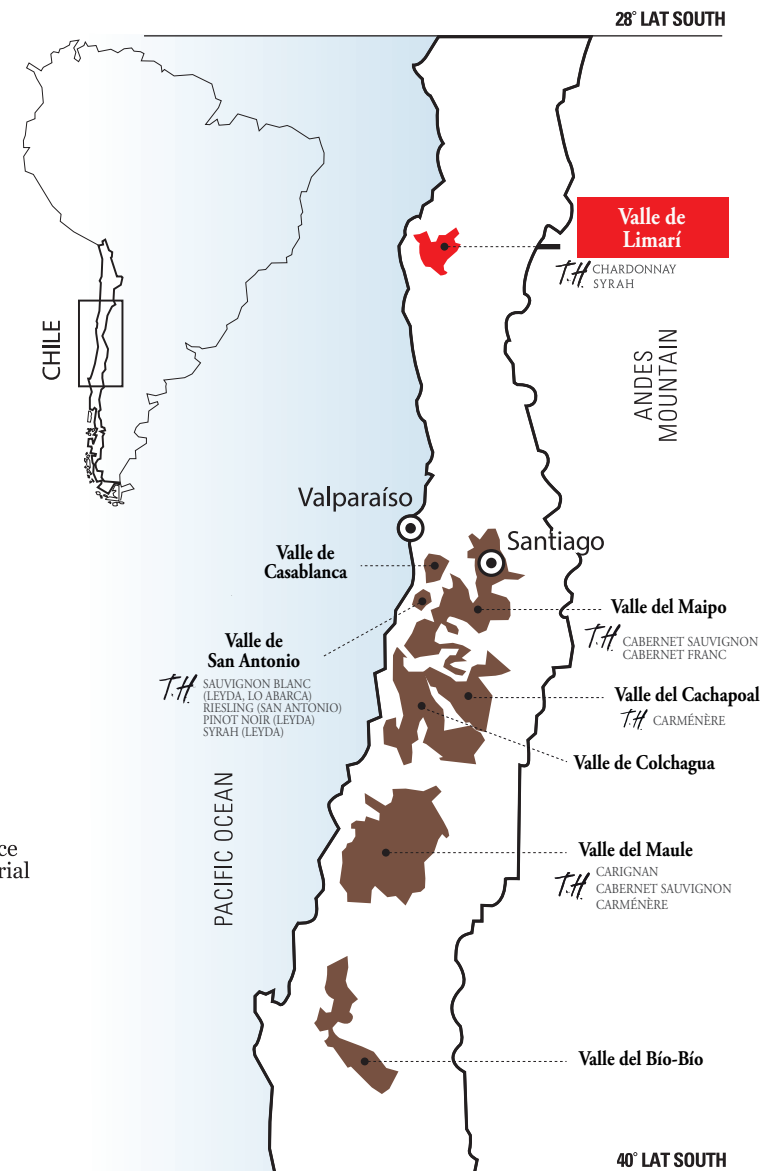 28° LAT SOUTH
Valle de
Limarí
T.H.
CHARDONNAY
SYRAH
CHILE
ANDES
MOUNTAIN
Valparaíso
Santiago
Valle de
Casablanca
Valle del Maipo
T.H.
CABERNET SAUVIGNON
CABERNET FRANC
Valle de
San Antonio
T.H.
SAUVIGNON BLANC
(LEYDA, LO ABARCA)
RIESLING (SAN ANTONIO)
PINOT NOIR (LEYDA)
SYRAH (LEYDA)
Valle del Cachapoal
T.H. CARMÉNÈRE
Valle de Colchagua
PACIFIC OCEAN
ce
rial
Valle del Maule
T.H.
CARIGNAN
CABERNET SAUVIGNON
CARMÉNÈRE
Valle del Bío-Bío
40° LAT SOUTH